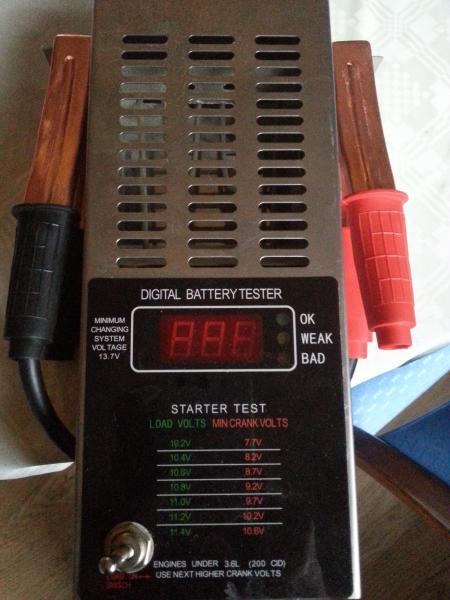 DIGITAL BATTERY TESTER
MINIMUM
CHANGING
SYSTEM
VOLTAGE
13.7V
OK
WEAK
BAD
STARTER TEST
LOAD VOLTS MIN CRANK VOLTS
10.2V 7.7V
10.4V 8.2V
10.6V 8.7V
10.8V 9.2V
11.0V 9.7V
11.2V 10.2V
11.4V 10.6V
ENGINES UNDER 3.6L (200 CID)
USE NEXT HIGHER CRANK VOLTS
LOAD ON